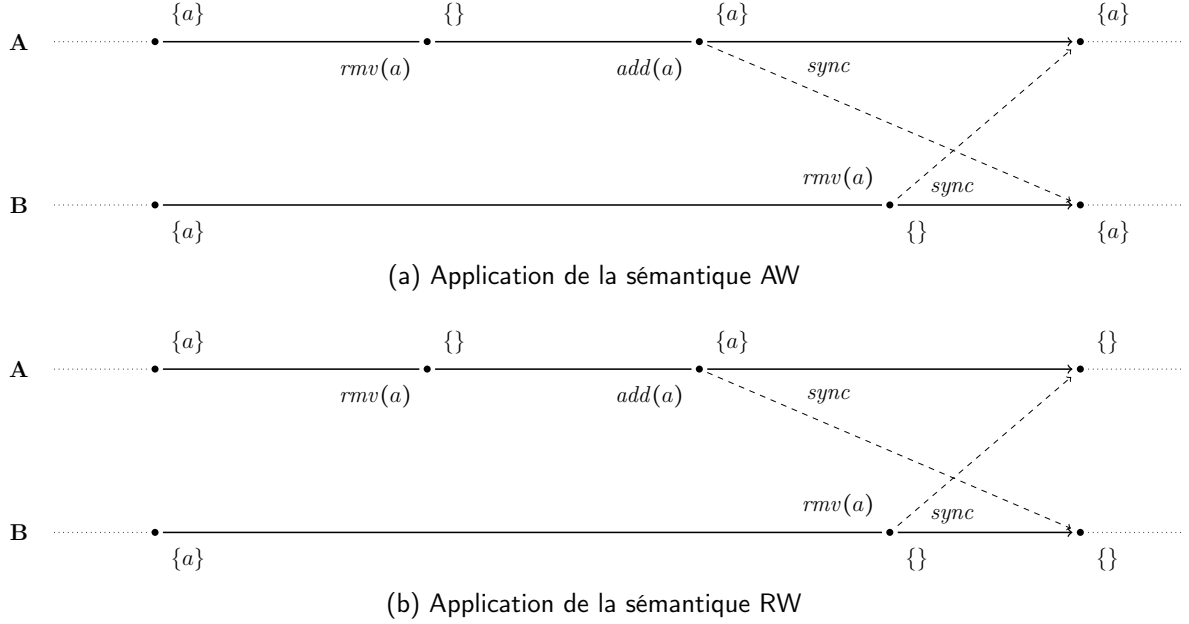 {a} {} {a} {a}
A
rmv(a) add(a) sync
rmv(a) sync
B
{a} {} {a}
(a) Application de la sémantique AW
{a} {} {a} {}
A
rmv(a) add(a) sync
rmv(a) sync
B
{a} {} {}
(b) Application de la sémantique RW